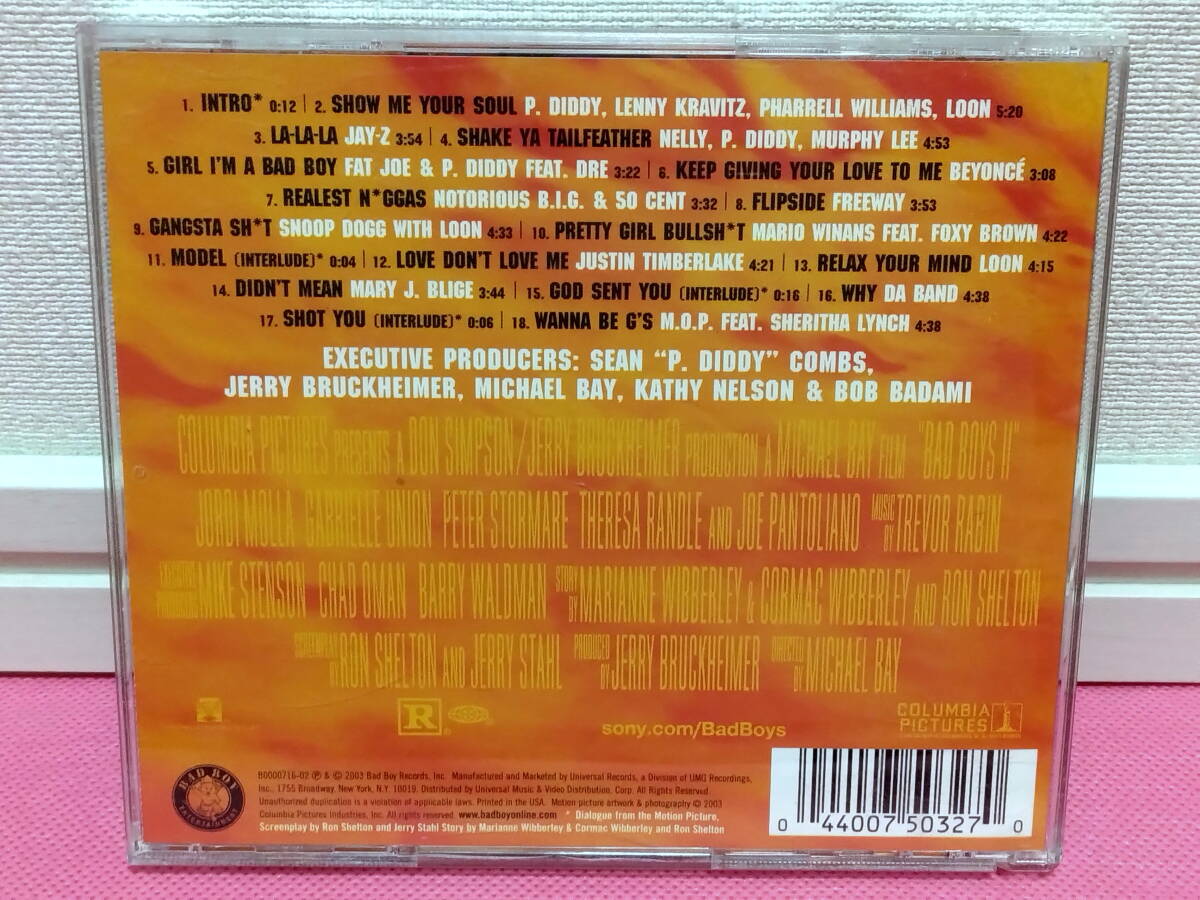 1. INTRO* 0:12 | 2. SHOW ME YOUR SOUL P. DIDDY, LENNY KRAVITZ, PHARRELL WILLIAMS, LOON 5:20
3. LA-LA-LA JAY-Z 3:54 | 4. SHAKE YA TAILFEATHER NELLY, P. DIDDY, MURPHY LEE 4:53
5. GIRL I'M A BAD BOY FAT JOE & P. DIDDY FEAT. DRE 3:22 | 6. KEEP GIVING YOUR LOVE TO ME BEYONCÉ 3:08
7. REALEST N*GGAS NOTORIOUS B.I.G. & 50 CENT 3:32 | 8. FLIPSIDE FREEWAY 3:53
9. GANGSTA SH*T SNOOP DOGG WITH LOON 4:33 | 10. PRETTY GIRL BULLSH*T MARIO WINANS FEAT. FOXY BROWN 4:22
11. MODEL (INTERLUDE)* 0:04 | 12. LOVE DON'T LOVE ME JUSTIN TIMBERLAKE 4:21 | 13. RELAX YOUR MIND LOON 4:15
14. DIDN'T MEAN MARY J. BLIGE 3:44 | 15. GOD SENT YOU (INTERLUDE)* 0:16 | 16. WHY DA BAND 4:38
17. SHOT YOU (INTERLUDE)* 0:06 | 18. WANNA BE G'S M.O.P. FEAT. SHERITHA LYNCH 4:38
EXECUTIVE PRODUCERS: SEAN "P. DIDDY" COMBS,
JERRY BRUCKHEIMER, MICHAEL BAY, KATHY NELSON & BOB BADAMI
COLUMBIA PICTURES PRESENTS A DON SIMPSON/JERRY BRUCKHEIMER PRODUCTION A MICHAEL BAY FILM "BAD BOYS II"
JORDI MOLLA GABRIELLE UNION PETER STORMARE THERESA RANDLE AND JOE PANTOLIANO MUSIC BY TREVOR RABIN
EXECUTIVE PRODUCERS MIKE STENSON CHAD OMAN BARRY WALDMAN STORY BY MARIANNE WIBBERLEY & CORMAC WIBBERLEY AND RON SHELTON
SCREENPLAY BY RON SHELTON AND JERRY STAHL PRODUCED BY JERRY BRUCKHEIMER DIRECTED BY MICHAEL BAY
R
sony.com/BadBoys
COLUMBIA
PICTURES
BAD BOY
ENTERTAINMENT
B0000716-02 ℗ & © 2003 Bad Boy Records, Inc. Manufactured and Marketed by Universal Records, a Division of UMG Recordings,
Inc., 1755 Broadway, New York, N.Y. 10019. Distributed by Universal Music & Video Distribution, Corp. All Rights Reserved.
Unauthorized duplication is a violation of applicable laws. Printed in the USA. Motion picture artwork & photography © 2003
Columbia Pictures Industries, Inc. All rights reserved. www.badboyonline.com * Dialogue from the Motion Picture,
Screenplay by Ron Shelton and Jerry Stahl Story by Marianne Wibberley & Cormac Wibberley and Ron Shelton
0 44007 50327 0